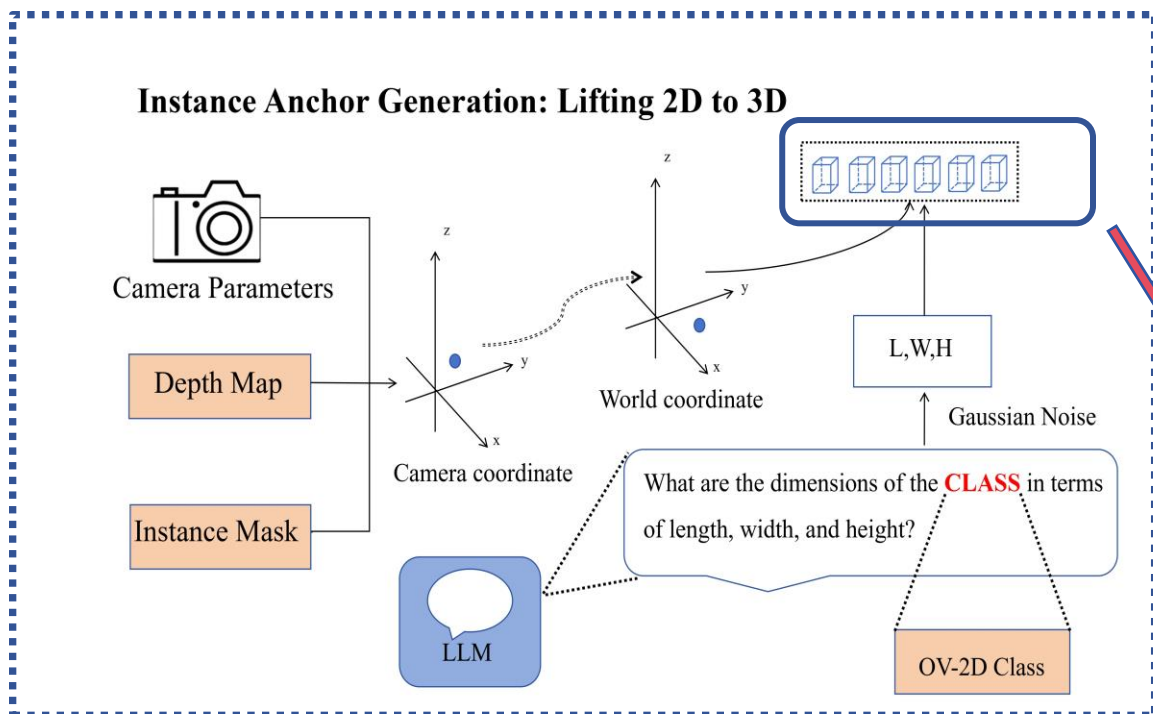 Instance Anchor Generation: Lifting 2D to 3D
Camera Parameters
Depth Map
Instance Mask
z
y
x
Camera coordinate
z
y
x
World coordinate
L,W,H
Gaussian Noise
What are the dimensions of the CLASS in terms
of length, width, and height?
LLM
OV-2D Class